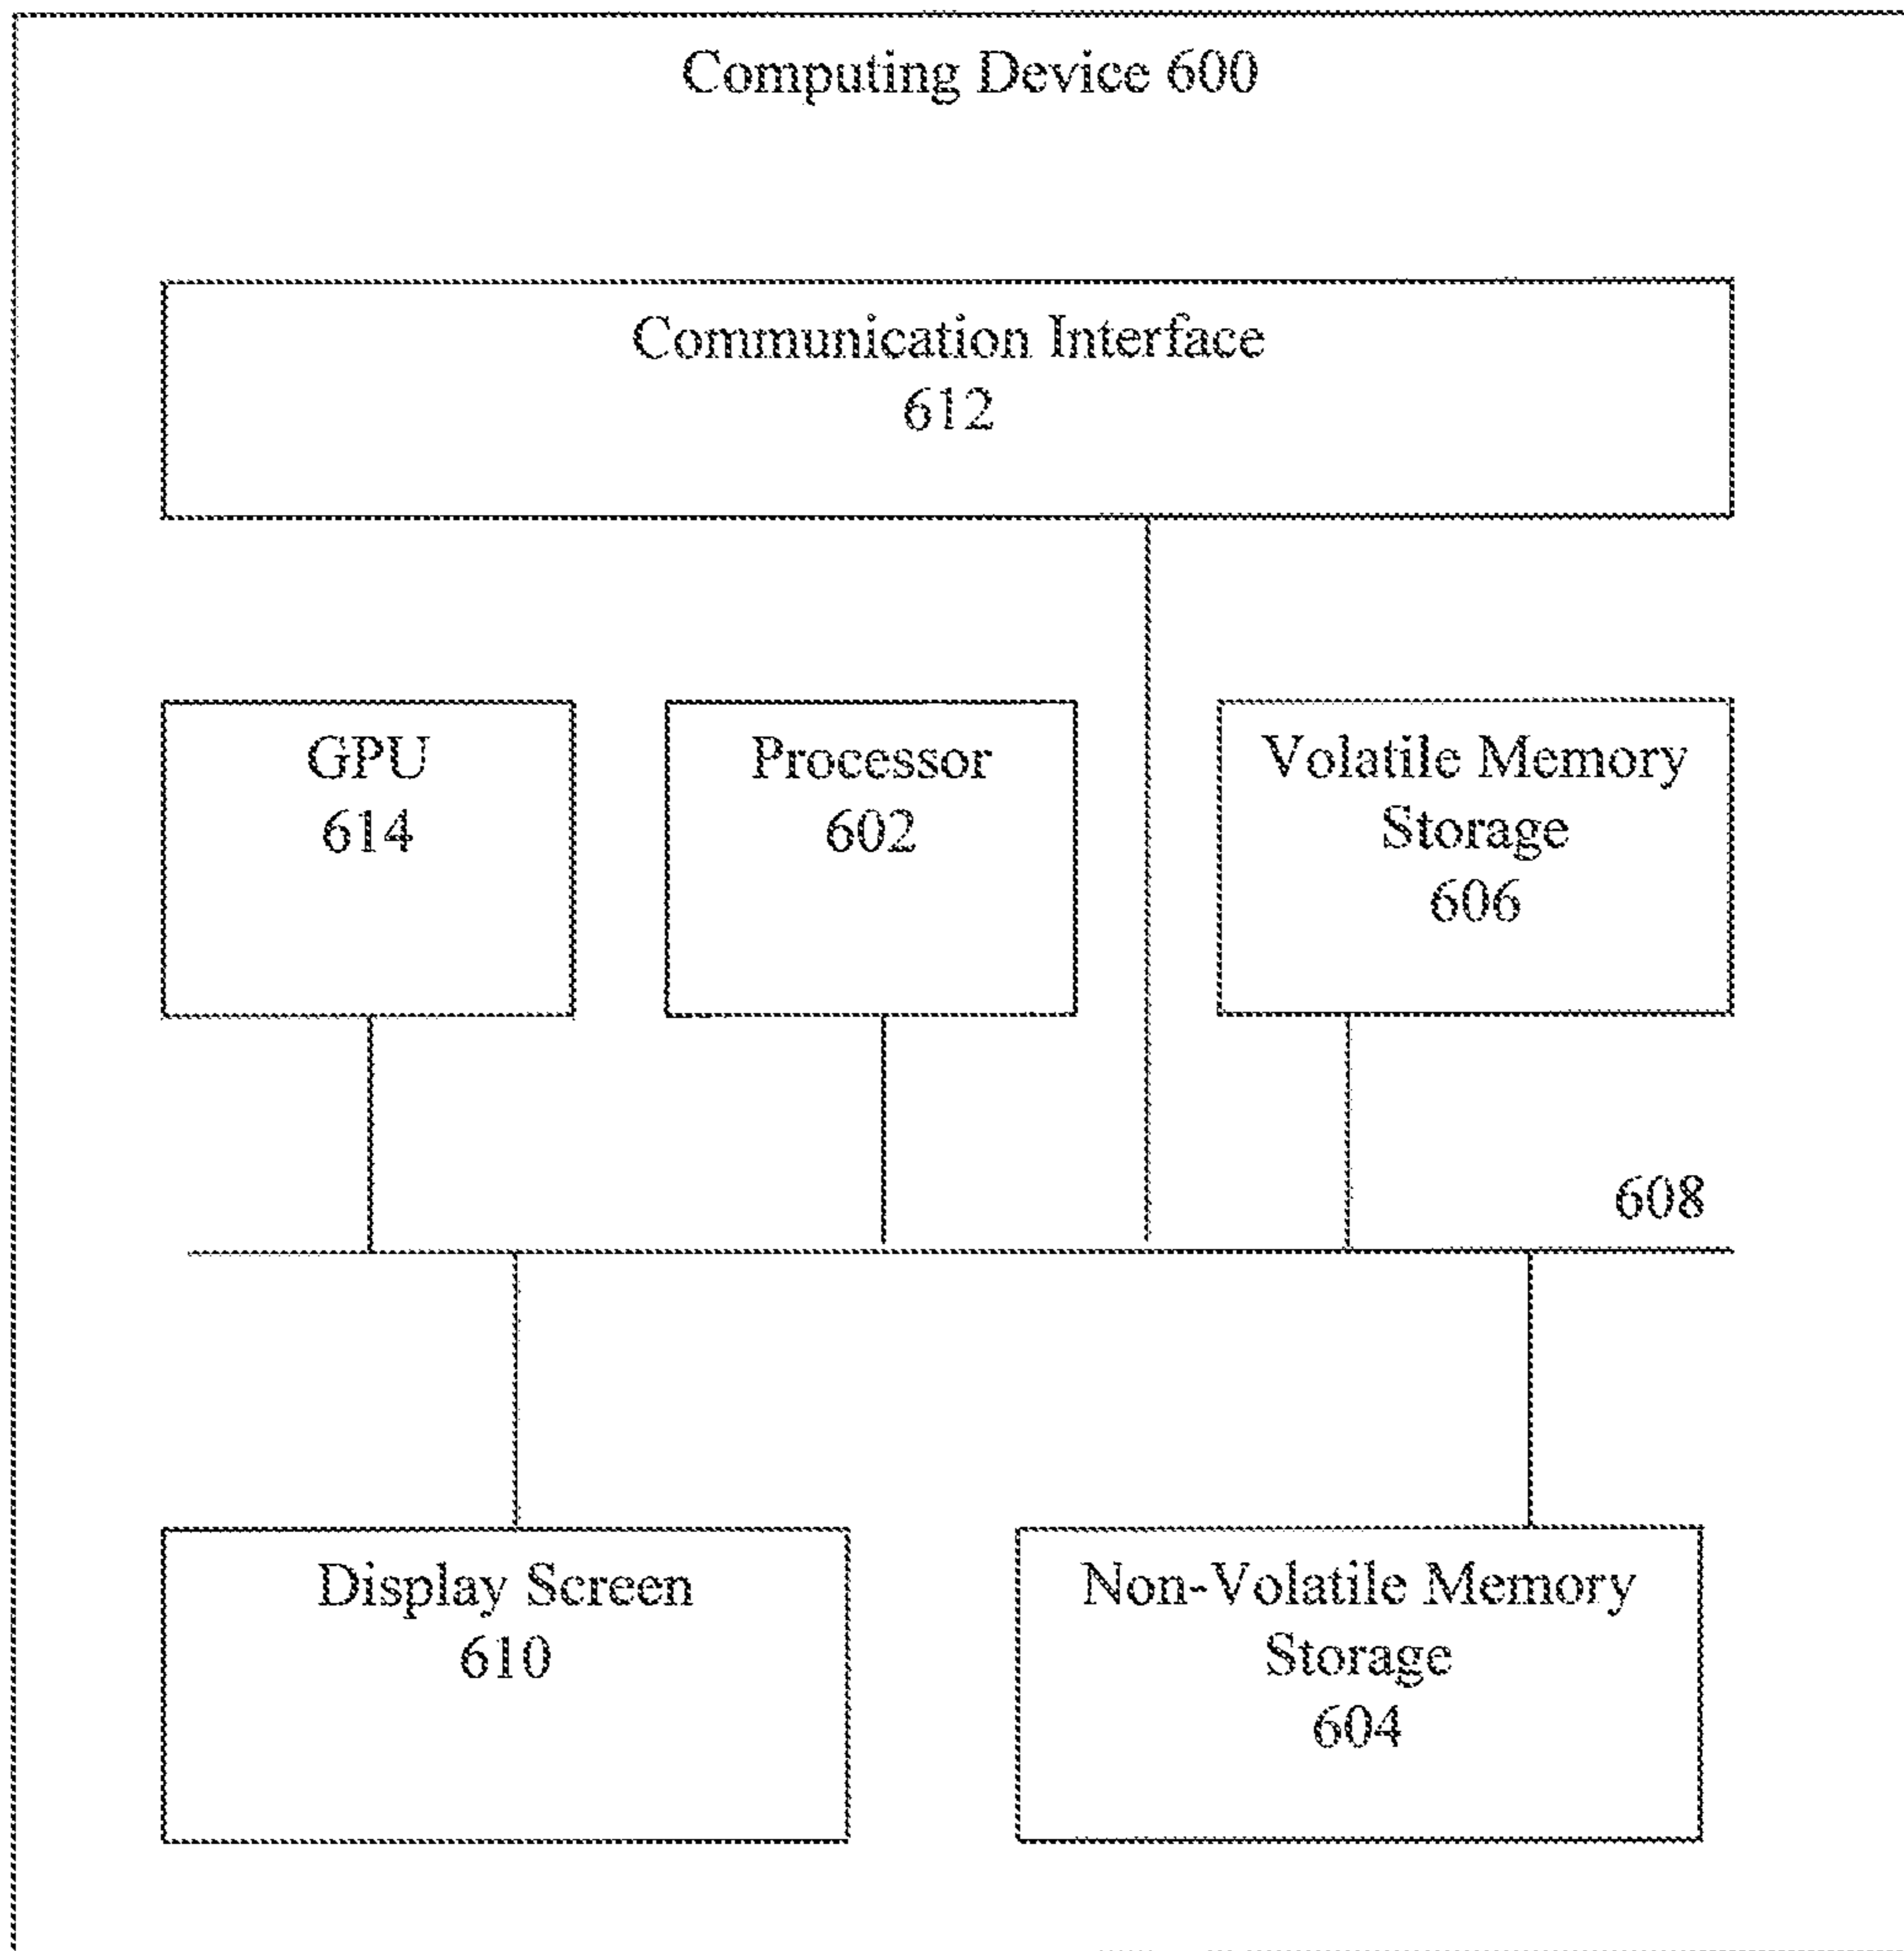 Computing Device 600
Communication Interface
612
GPU
614
Processor
602
Volatile Memory
Storage
606
608
Display Screen
610
Non-Volatile Memory
Storage
604